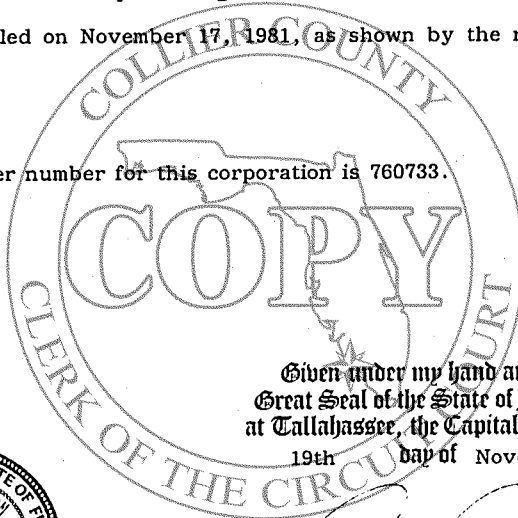 led on November 17, 1981, as shown by the
number for this corporation is 760733.
COLLIER COUNTY
COPY
CLERK OF THE CIRCUIT COURT
Given under my hand
Great Seal of the State of
at Tallahassee, the Capital
19th day of Nov
TE OF